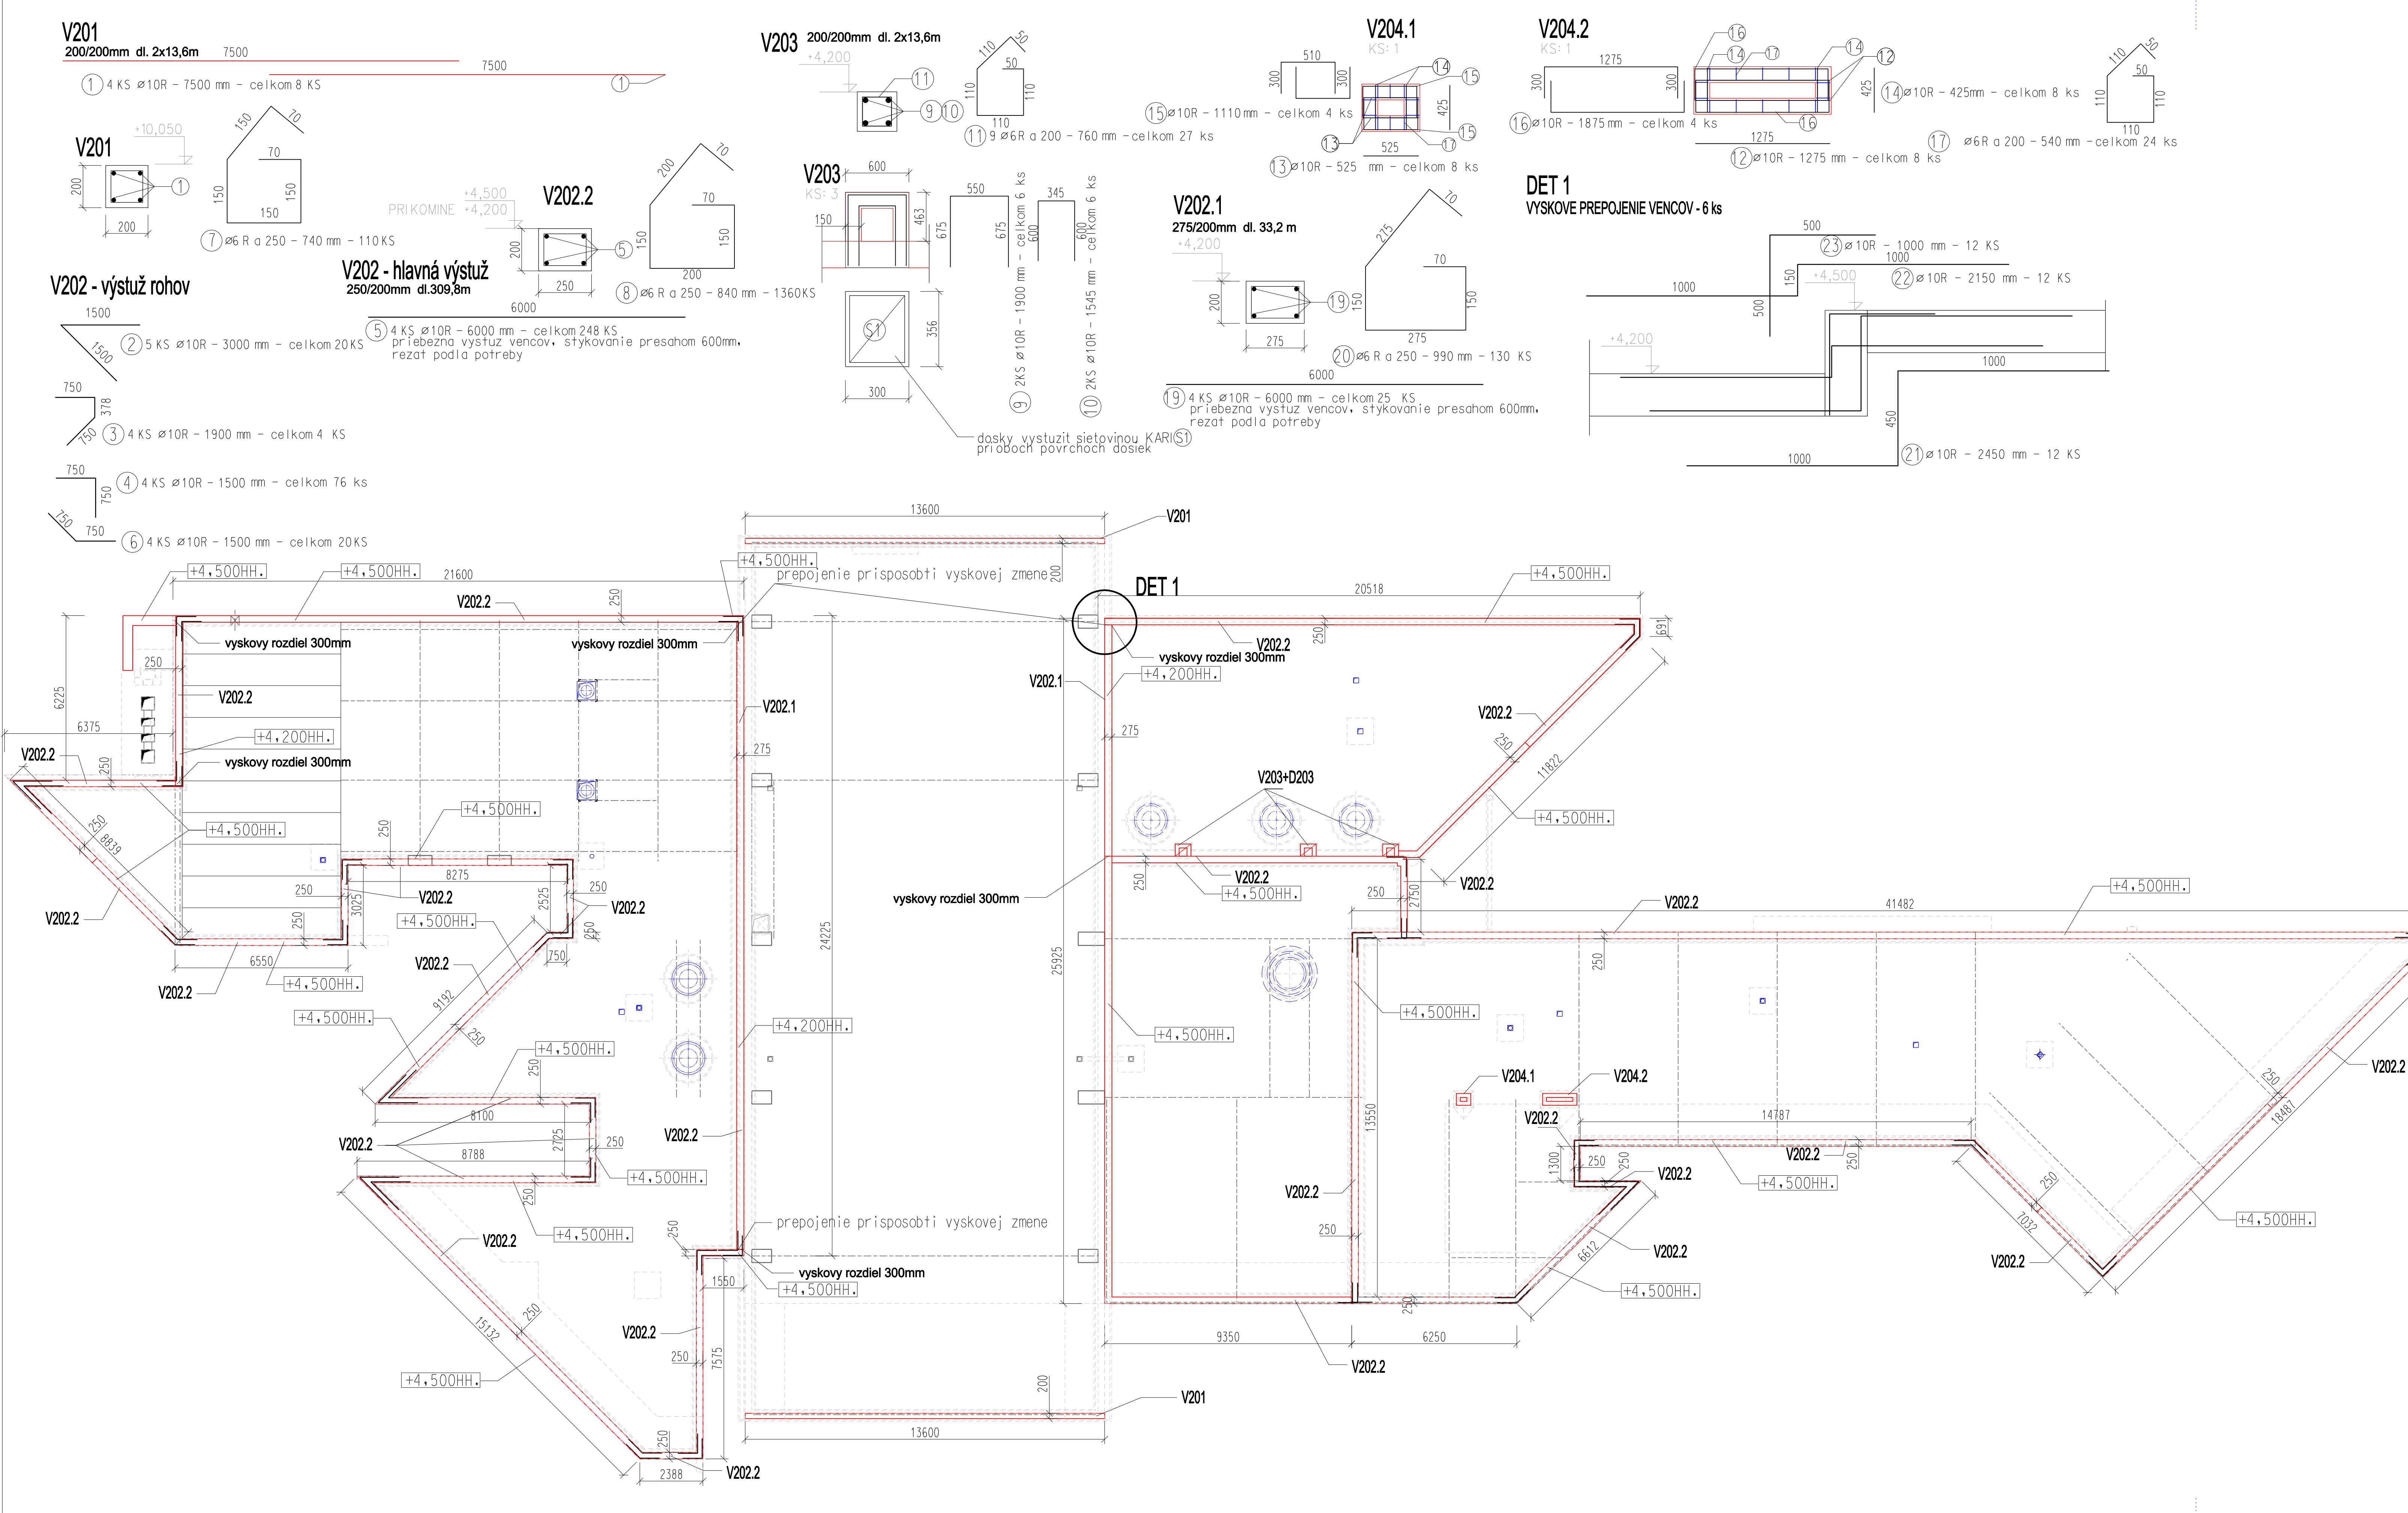 V201
200/200mm dl. 2x13,6m
7500
7500
1 4 KS ø10R - 7500 mm - celkom 8 KS
1
V201
+10,050
200
200
1
150
70
70
150
150
150
7 ø6 R a 250 - 740 mm - 110 KS
+4,500
PRI KOMINE +4,200
V202.2
200
250
5
200
70
70
150
150
200
8 ø6 R a 250 - 840 mm - 1360 KS
V202 - výstuž rohov
1500
1500
2 5 KS ø10R - 3000 mm - celkom 20 KS
750
378
750
3 4 KS ø10R - 1900 mm - celkom 4 KS
750
750
4 4 KS ø10R - 1500 mm - celkom 76 ks
750
750
6 4 KS ø10R - 1500 mm - celkom 20 KS
V202 - hlavná výstuž
250/200mm dl.309,8m
6000
5 4 KS ø10R - 6000 mm - celkom 248 KS
priebezna vystuz vencov, stykovanie presahom 600mm,
rezat podla potreby
V203 200/200mm dl. 2x13,6m
+4,200
11
9 10
110
50
50
110
110
110
11 9 ø6R a 200 - 760 mm -celkom 27 ks
V203
KS: 3
600
150
463
550
675
675
9 2KS ø10R - 1900 mm - celkom 6 ks
345
600
600
10 2KS ø10R - 1545 mm - celkom 6 ks
S1
356
300
dosky vystuzit sietovinou KARI S1
pri oboch povrchoch dosiek
V204.1
KS: 1
510
300
300
15 ø10R - 1110 mm - celkom 4 ks
14
15
425
15
13
17
525
13 ø10R - 525 mm - celkom 8 ks
V204.2
KS: 1
1275
300
300
16 ø10R - 1875 mm - celkom 4 ks
16
14
17
14
12
425
16
1275
12 ø10R - 1275 mm - celkom 8 ks
14 ø10R - 425mm - celkom 8 ks
110
50
50
110
110
110
17 ø6R a 200 - 540 mm - celkom 24 ks
V202.1
275/200mm dl. 33,2 m
+4,200
200
275
19
275
70
70
150
150
275
20 ø6 R a 250 - 990 mm - 130 KS
6000
19 4 KS ø10R - 6000 mm - celkom 25 KS
priebezna vystuz vencov, stykovanie presahom 600mm,
rezat podla potreby
DET 1
VYSKOVE PREPOJENIE VENCOV - 6 ks
500
23 ø 10R - 1000 mm - 12 KS
500
1000
150
1000
22 ø 10R - 2150 mm - 12 KS
+4,500
+4,200
1000
450
1000
21 ø 10R - 2450 mm - 12 KS
13600
V201
200
+4,500HH.
+4,500HH.
21600
+4,500HH.
prepojenie prisposobti vyskovej zmene
V202.2
250
vyskovy rozdiel 300mm
vyskovy rozdiel 300mm
250
6225
V202.2
6375
+4,200HH.
V202.2
250
vyskovy rozdiel 300mm
V202.1
275
+4,500HH.
+4,500HH.
250
8839
250
8275
V202.2
250
3025
2525
250
V202.2
V202.2
250
+4,500HH.
250
750
6550
+4,500HH.
V202.2
V202.2
9192
250
+4,500HH.
+4,500HH.
250
8100
2725
V202.2
250
8788
+4,500HH.
250
+4,500HH.
V202.2
+4,200HH.
V202.2
24225
250
prepojenie prisposobti vyskovej zmene
vyskovy rozdiel 300mm
1550
+4,500HH.
250
15132
+4,500HH.
V202.2
250
7575
250
2388
V202.2
200
13600
V201
DET 1
20518
+4,500HH.
691
250
V202.2
vyskovy rozdiel 300mm
+4,200HH.
V202.1
275
V202.2
250
11822
V203+D203
+4,500HH.
250
V202.2
+4,500HH.
vyskovy rozdiel 300mm
250
2750
V202.2
25925
+4,500HH.
41482
V202.2
+4,500HH.
250
+4,500HH.
V204.1
V204.2
V202.2
14787
13550
1300
250
250
V202.2
V202.2
250
+4,500HH.
V202.2
250
6612
V202.2
+4,500HH.
250
9350
6250
V202.2
250
7032
V202.2
250
18487
V202.2
+4,500HH.